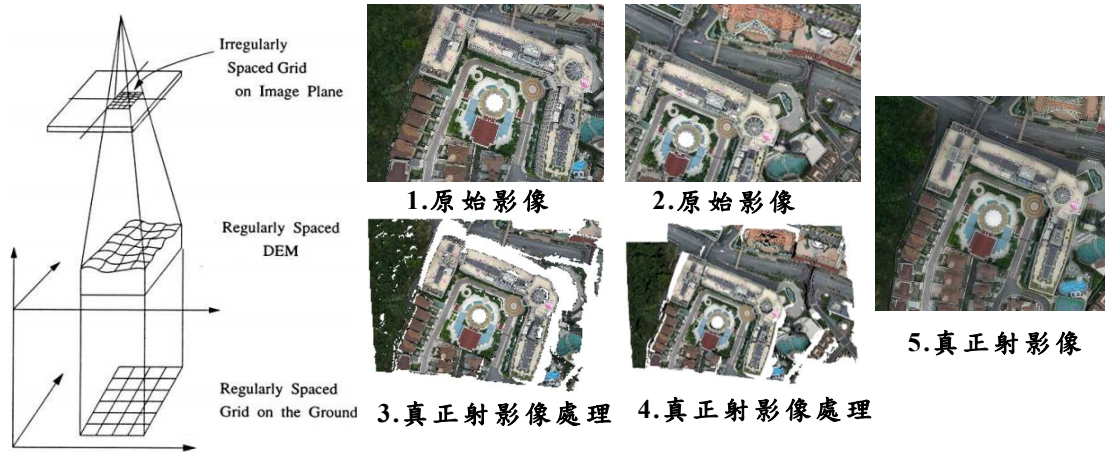 Irregularly
Spaced Grid
on Image Plane
Regularly Spaced
DEM
Regularly Spaced
Grid on the Ground
1.原始影像
2.原始影像
3.真正射影像處理
4.真正射影像處理
5.真正射影像